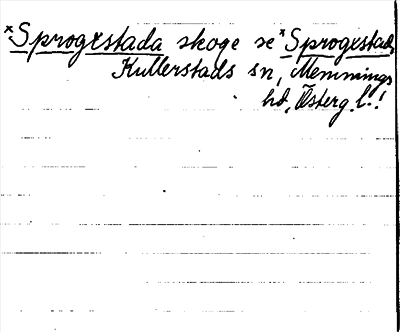 ×Sprogestada skoge se ×Sprogestad,
Kullerstads sn, Memmings
hd, Österg. l.!